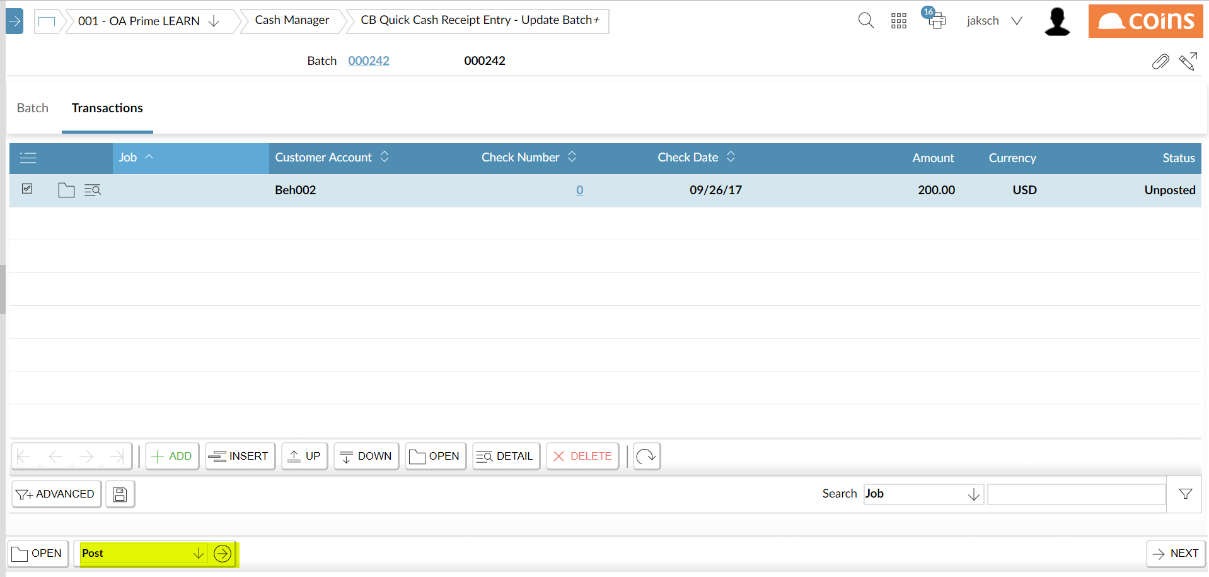 001 - OA Prime LEARN Cash Manager CB Quick Cash Receipt Entry - Update Batch 16 jaksch coins
Batch 000242 000242
Batch Transactions
Job Customer Account Check Number Check Date Amount Currency Status
Beh002 0 09/26/17 200.00 USD Unposted
ADD INSERT UP DOWN OPEN DETAIL DELETE
ADVANCED Search Job
OPEN Post NEXT